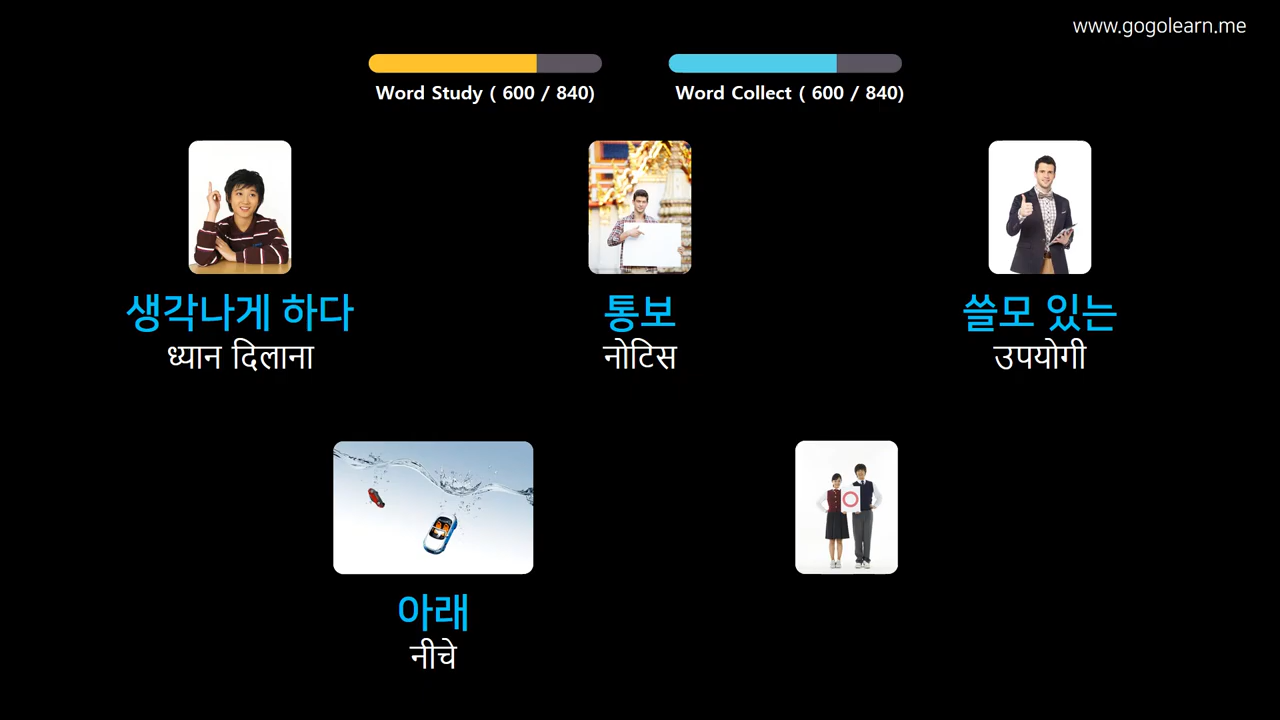 www.gogolearn.me
Word Study ( 600 / 840)
Word Collect ( 600 / 840)
생각나게 하다
ध्यान दिलाना
통보
नोटिस
쓸모 있는
उपयोगी
아래
नीचे